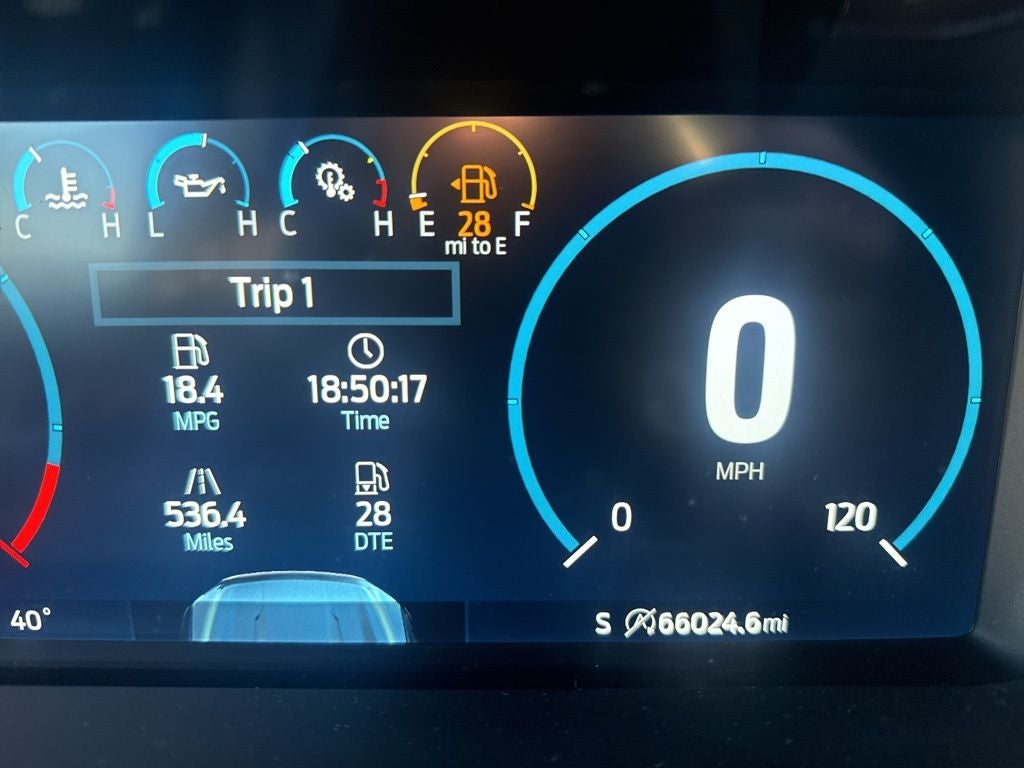 C H L H C H E 28 F
mi to E
Trip 1
18.4 18:50:17
MPG Time
536.4 28
Miles DTE
0
MPH
0 120
40° S 66024.6mi